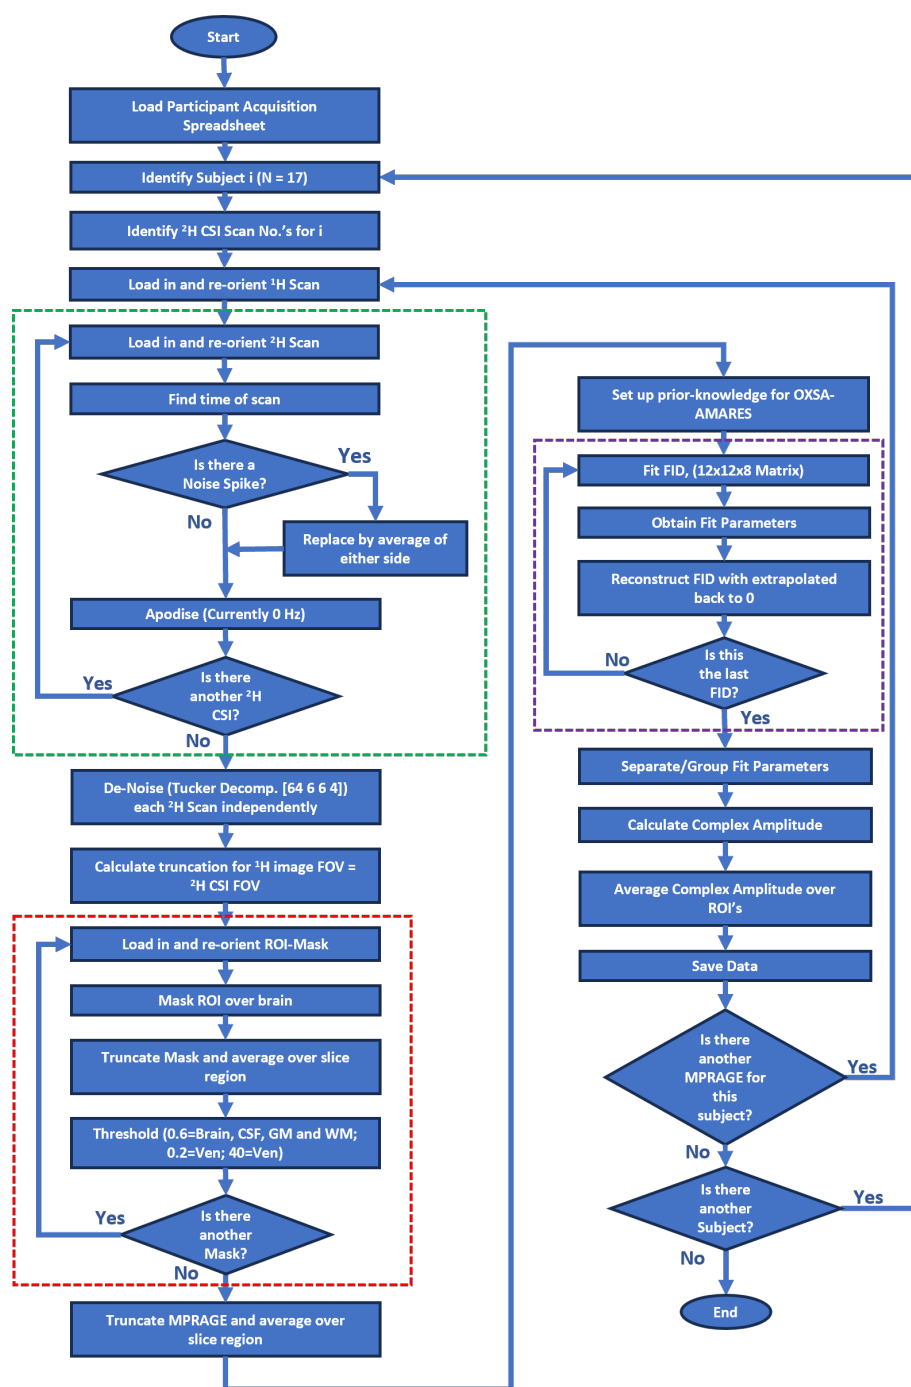 Start
Load Participant Acquisition
Spreadsheet
Identify Subject i (N = 17)
Identify ²H CSI Scan No.'s for i
Load in and re-orient ¹H Scan
Load in and re-orient ²H Scan
Find time of scan
Is there a
Noise Spike?
Yes
No
Replace by average of
either side
Apodise (Currently 0 Hz)
Is there
another ²H
CSI?
Yes
No
De-Noise (Tucker Decomp. [64 6 6 4])
each ²H Scan independently
Calculate truncation for ¹H image FOV =
²H CSI FOV
Load in and re-orient ROI-Mask
Mask ROI over brain
Truncate Mask and average over slice
region
Threshold (0.6=Brain, CSF, GM and WM;
0.2=Ven; 40=Ven)
Is there
another
Mask?
Yes
No
Truncate MPRAGE and average over
slice region
Set up prior-knowledge for OXSA-
AMARES
Fit FID, (12x12x8 Matrix)
Obtain Fit Parameters
Reconstruct FID with extrapolated
back to 0
Is this
the last
FID?
No
Yes
Separate/Group Fit Parameters
Calculate Complex Amplitude
Average Complex Amplitude over
ROI's
Save Data
Is there
another
MPRAGE for
this
subject?
Yes
No
Is there
another
Subject?
Yes
No
End